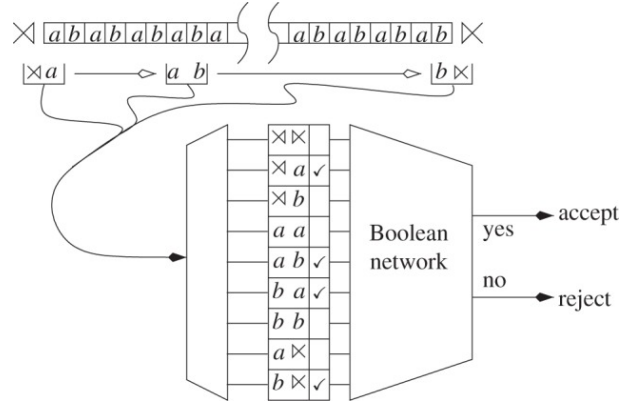 ⋊ a b a b a b a b a a b a b a b a b ⋉
⋊ a a b b ⋉
⋊ ⋉
⋊ a ✓
⋊ b
a a
a b ✓
b a ✓
b b
a ⋉
b ⋉ ✓
Boolean
network
yes
accept
no
reject